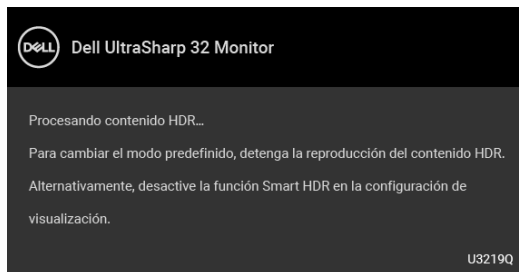 DELL Dell UltraSharp 32 Monitor
Procesando contenido HDR...
Para cambiar el modo predefinido, detenga la reproducción del contenido HDR.
Alternativamente, desactive la función Smart HDR en la configuración de
visualización.
U3219Q